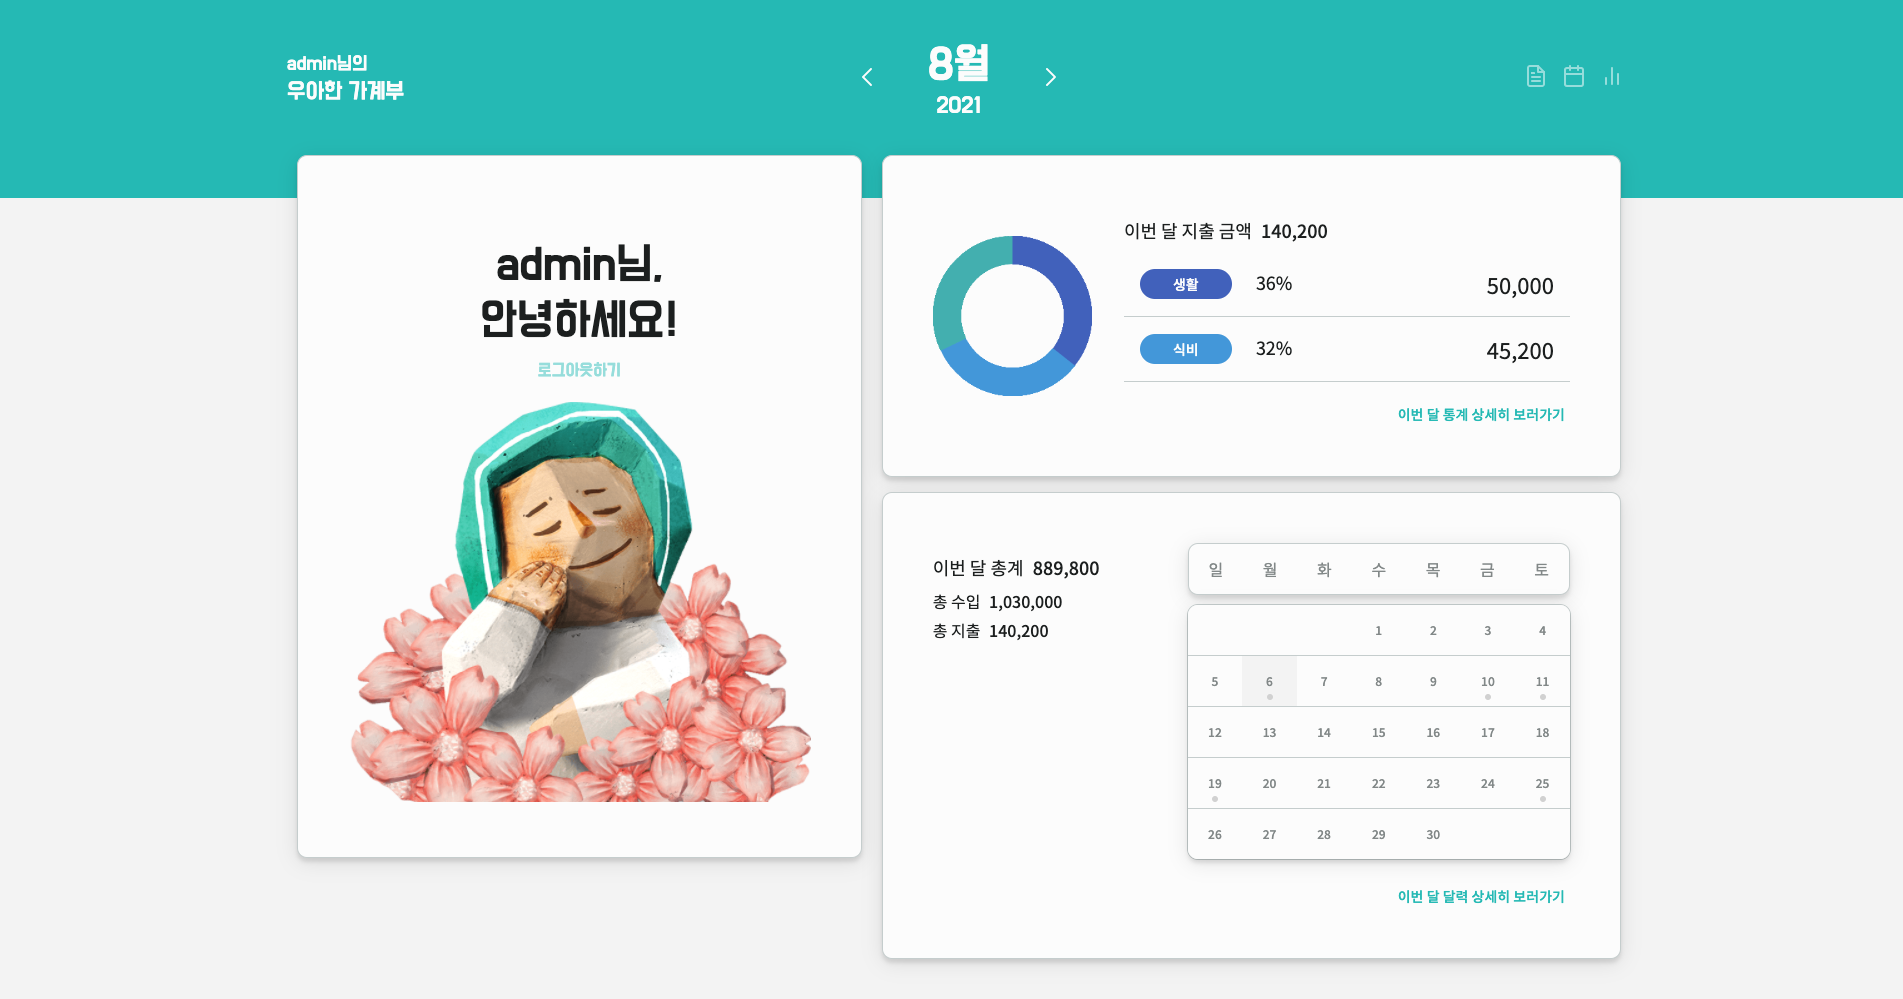 admin님의
우아한 가계부
8월
2021
admin님,
안녕하세요!
로그아웃하기
이번 달 지출 금액 140,200
생활 36% 50,000
식비 32% 45,200
이번 달 통계 상세히 보러가기
이번 달 총계 889,800
총 수입 1,030,000
총 지출 140,200
일 월 화 수 목 금 토
1 2 3 4
5 6 7 8 9 10 11
12 13 14 15 16 17 18
19 20 21 22 23 24 25
26 27 28 29 30
이번 달 달력 상세히 보러가기